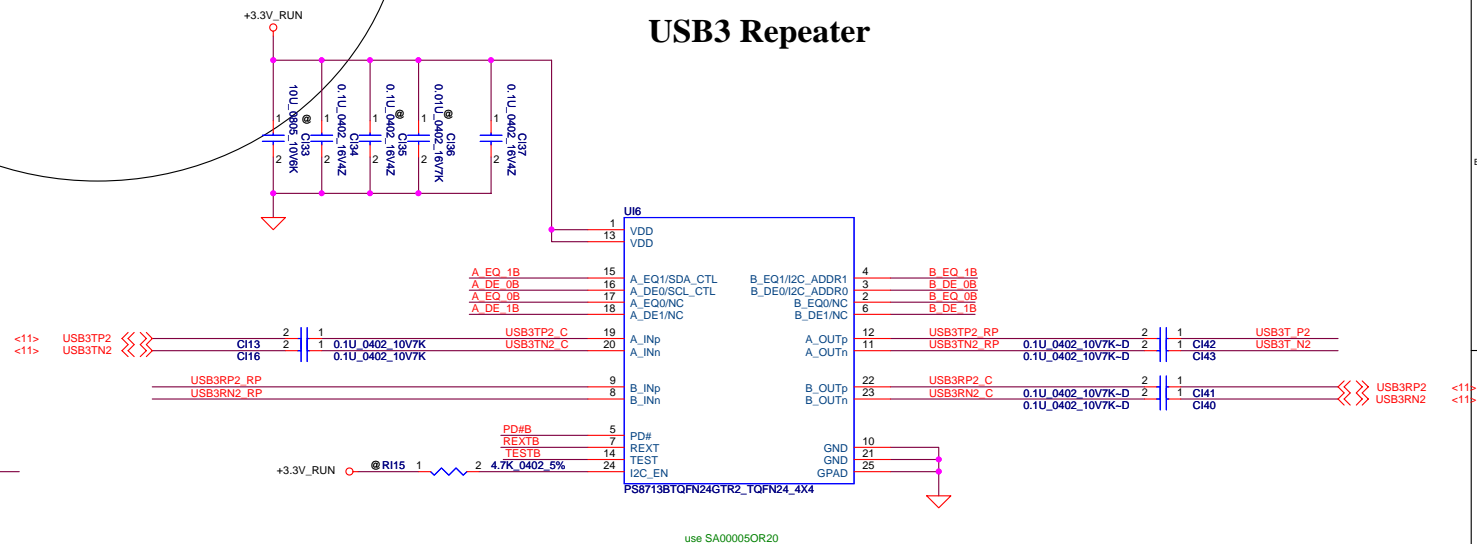 USB3 Repeater
+3.3V_RUN
10U_0805_10V6K
@
CI33
1
2
0.1U_0402_16V4Z
CI34
1
2
0.1U_0402_16V4Z
@
CI35
1
2
0.01U_0402_16V7K
@
CI36
1
2
0.1U_0402_16V4Z
CI37
1
2
UI6
1 VDD
13 VDD
A_EQ_1B 15 A_EQ1/SDA_CTL
A_DE_0B 16 A_DE0/SCL_CTL
A_EQ_0B 17 A_EQ0/NC
A_DE_1B 18 A_DE1/NC
B_EQ1/I2C_ADDR1 4 B_EQ_1B
B_DE0/I2C_ADDR0 3 B_DE_0B
B_EQ0/NC 2 B_EQ_0B
B_DE1/NC 6 B_DE_1B
<11> USB3TP2 2 1 USB3TP2_C 19 A_INp
CI13 0.1U_0402_10V7K
<11> USB3TN2 2 1 USB3TN2_C 20 A_INn
CI16 0.1U_0402_10V7K
A_OUTp 12 USB3TP2_RP 2 1 USB3T_P2
0.1U_0402_10V7K~D CI42
A_OUTn 11 USB3TN2_RP 2 1 USB3T_N2
0.1U_0402_10V7K~D CI43
USB3RP2_RP 9 B_INp
USB3RN2_RP 8 B_INn
B_OUTp 22 USB3RP2_C 2 1 USB3RP2 <11>
0.1U_0402_10V7K~D CI41
B_OUTn 23 USB3RN2_C 2 1 USB3RN2 <11>
0.1U_0402_10V7K~D CI40
PD#B 5 PD#
REXTB 7 REXT
TESTB 14 TEST
+3.3V_RUN @ RI15 1 2 4.7K_0402_5% 24 I2C_EN
GND 10
GND 21
GPAD 25
PS8713BTQFN24GTR2_TQFN24_4X4
use SA00005OR20